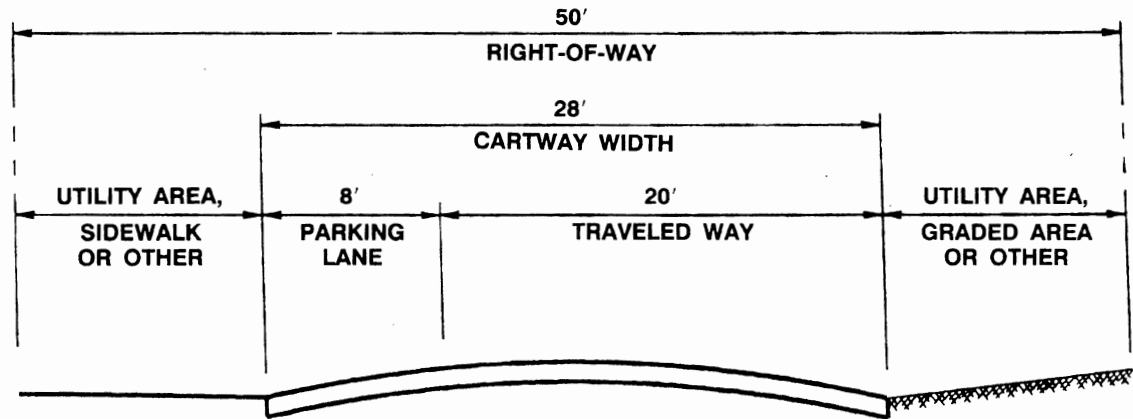 50′
RIGHT-OF-WAY
28′
CARTWAY WIDTH
UTILITY AREA,
SIDEWALK
OR OTHER
8′
PARKING
LANE
20′
TRAVELED WAY
UTILITY AREA,
GRADED AREA
OR OTHER